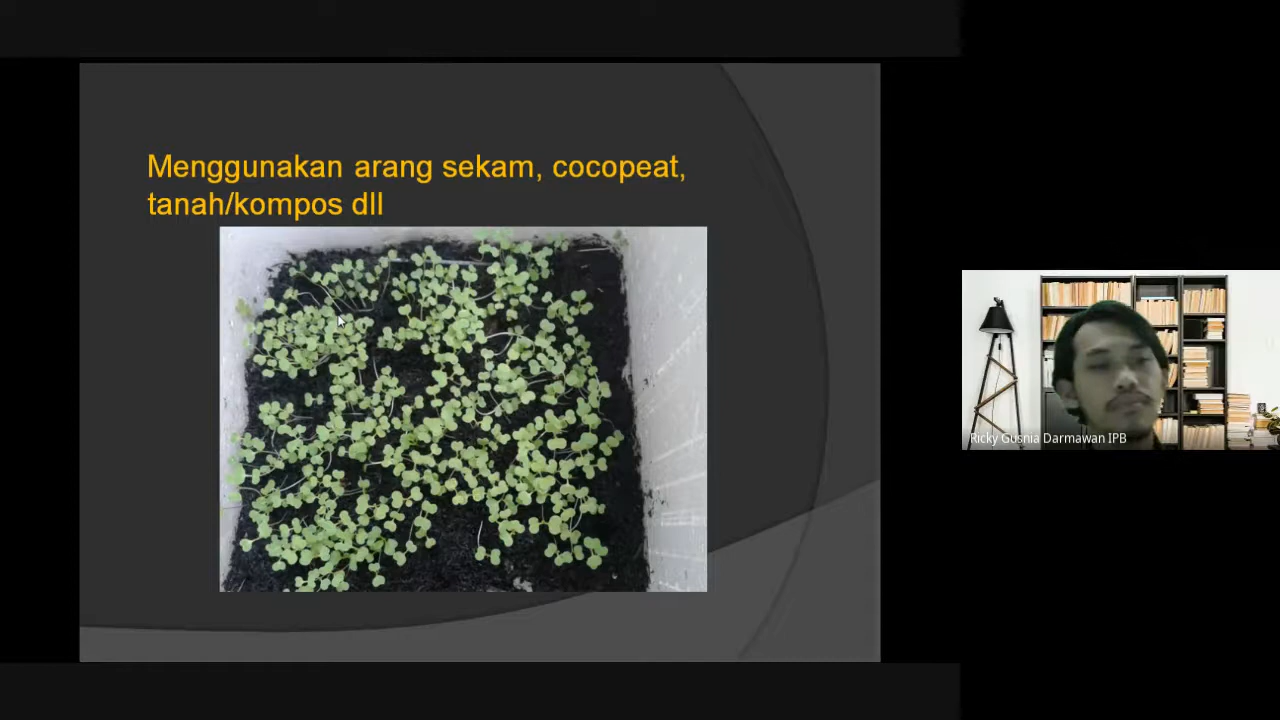 Menggunakan arang sekam, cocopeat,
tanah/kompos dll
Ricky Gusnia Darmawan IPB